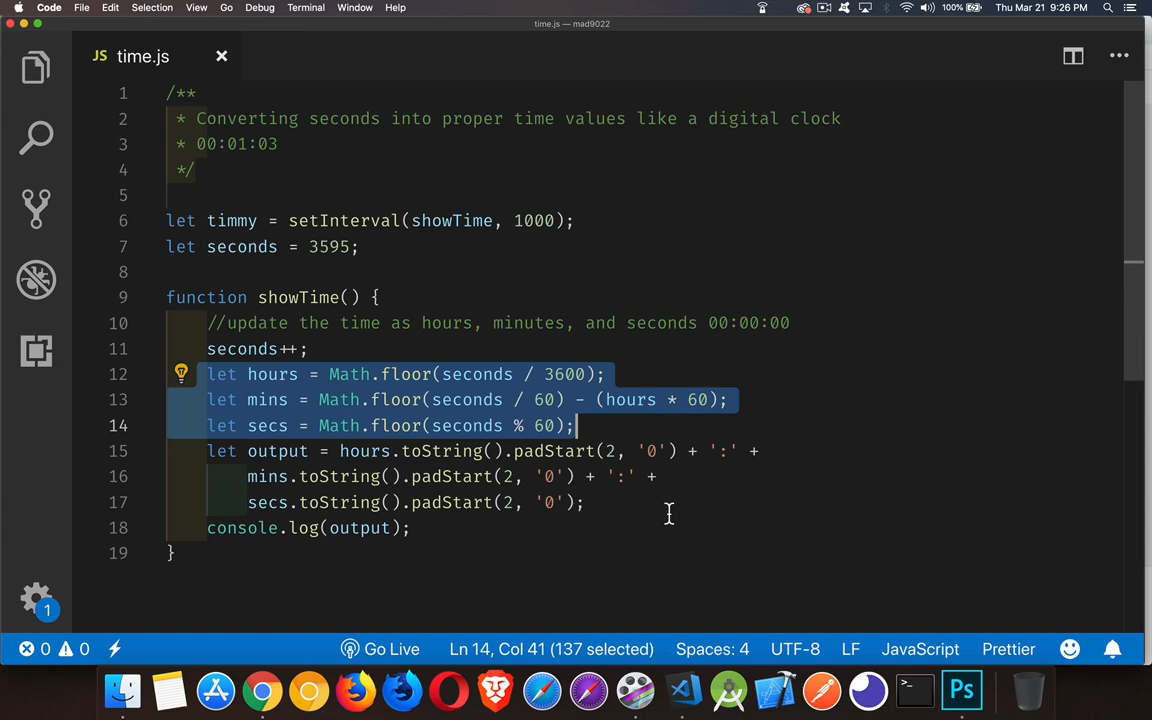 Code File Edit Selection View Go Debug Terminal Window Help 100% Thu Mar 21 9:26 PM
time.js — mad9022
JS time.js
1 /**
2 * Converting seconds into proper time values like a digital clock
3 * 00:01:03
4 */
5
6 let timmy = setInterval(showTime, 1000);
7 let seconds = 3595;
8
9 function showTime() {
10 //update the time as hours, minutes, and seconds 00:00:00
11 seconds++;
12 let hours = Math.floor(seconds / 3600);
13 let mins = Math.floor(seconds / 60) - (hours * 60);
14 let secs = Math.floor(seconds % 60);
15 let output = hours.toString().padStart(2, '0') + ':' +
16 mins.toString().padStart(2, '0') + ':' +
17 secs.toString().padStart(2, '0');
18 console.log(output);
19 }
1
0 0 Go Live Ln 14, Col 41 (137 selected) Spaces: 4 UTF-8 LF JavaScript Prettier
>_ Ps